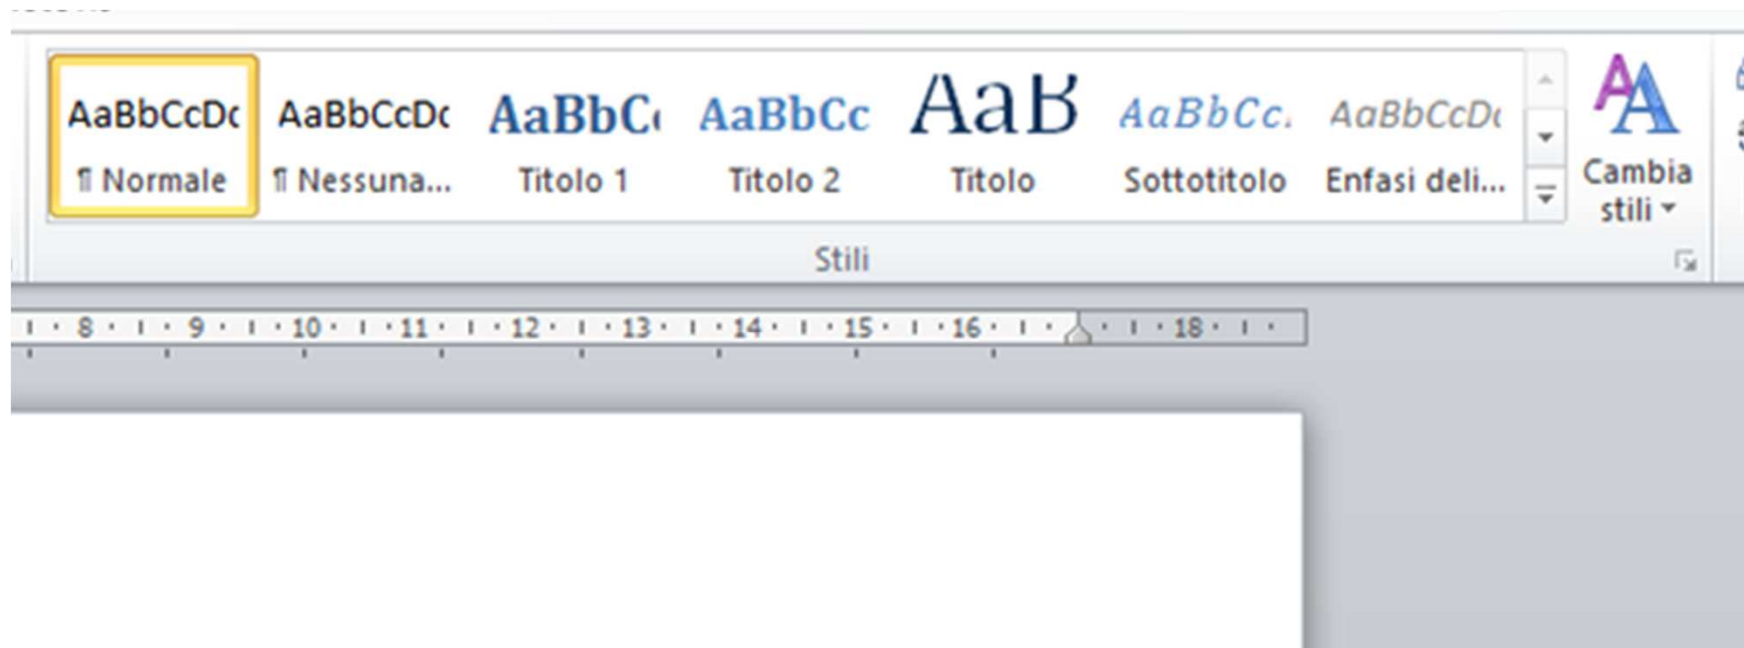 AaBbCcDc AaBbCcDc AaBbC AaBbCc AaB AaBbCc. AaBbCcDc
¶ Normale ¶ Nessuna... Titolo 1 Titolo 2 Titolo Sottotitolo Enfasi deli...
Cambia
stili
Stili
8 9 10 11 12 13 14 15 16 18